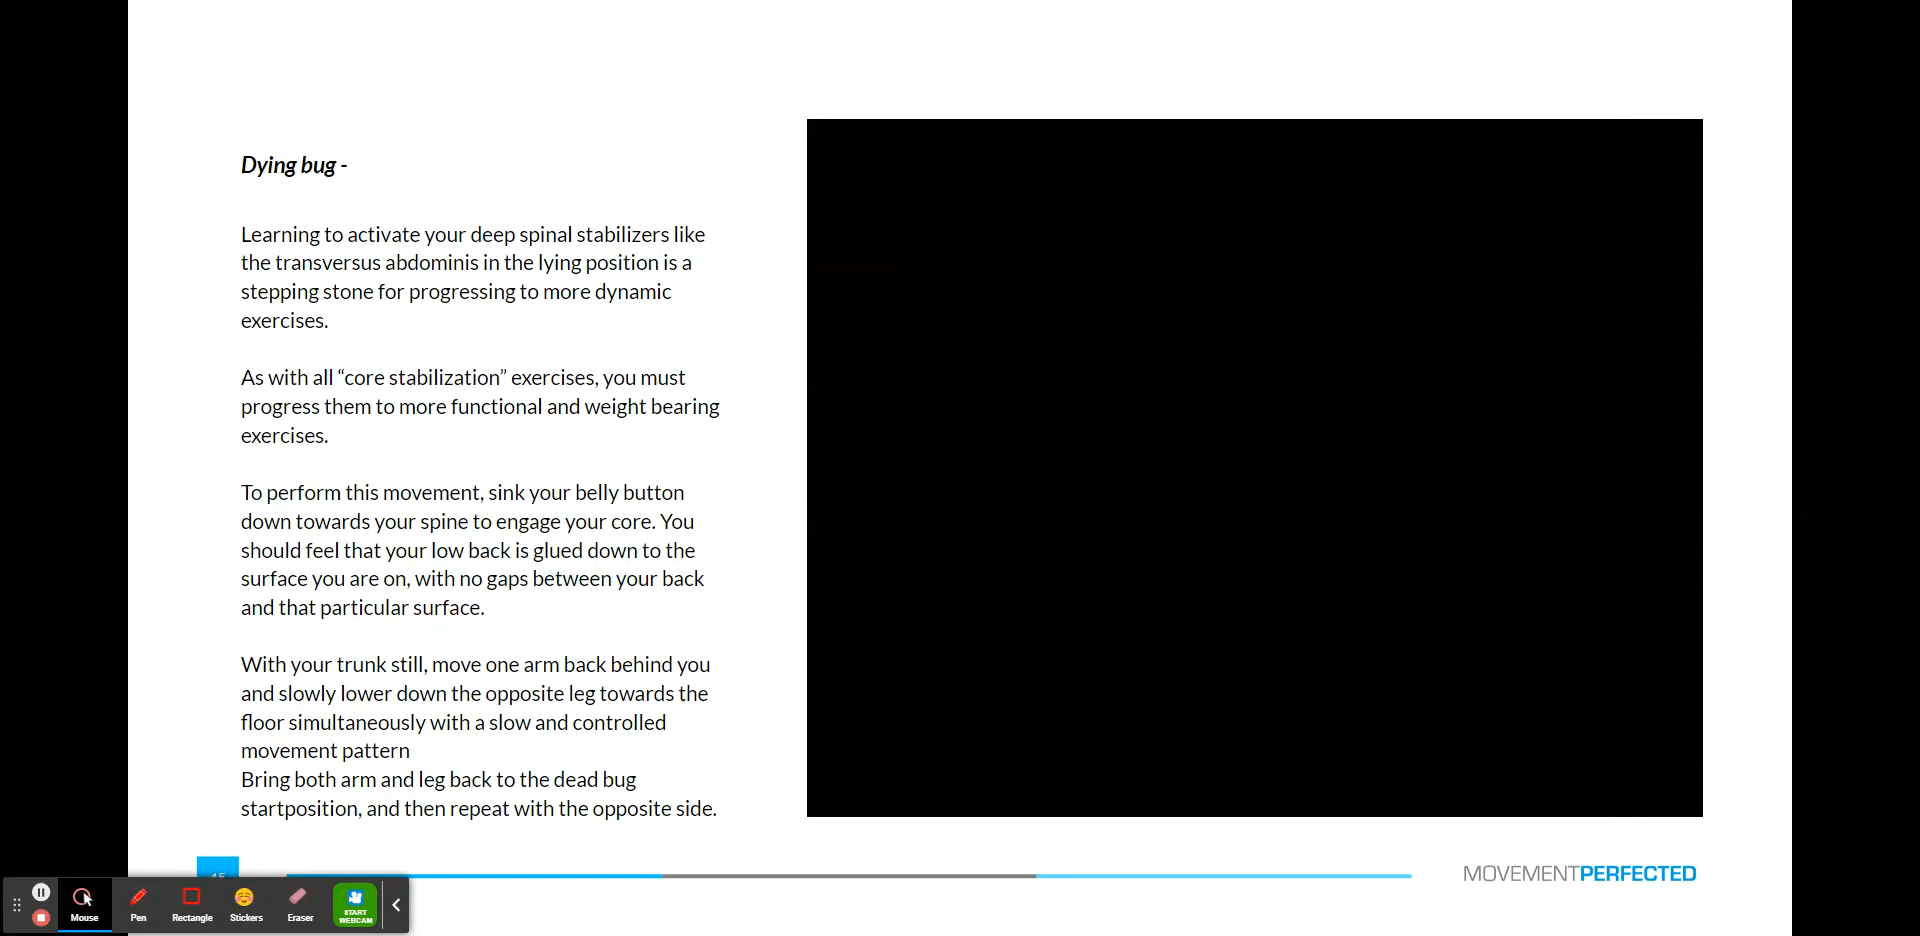 Dying bug -
Learning to activate your deep spinal stabilizers like
the transversus abdominis in the lying position is a
stepping stone for progressing to more dynamic
exercises.
As with all “core stabilization” exercises, you must
progress them to more functional and weight bearing
exercises.
To perform this movement, sink your belly button
down towards your spine to engage your core. You
should feel that your low back is glued down to the
surface you are on, with no gaps between your back
and that particular surface.
With your trunk still, move one arm back behind you
and slowly lower down the opposite leg towards the
floor simultaneously with a slow and controlled
movement pattern
Bring both arm and leg back to the dead bug
startposition, and then repeat with the opposite side.
MOVEMENTPERFECTED
Mouse Pen Rectangle Stickers Eraser START
WEBCAM